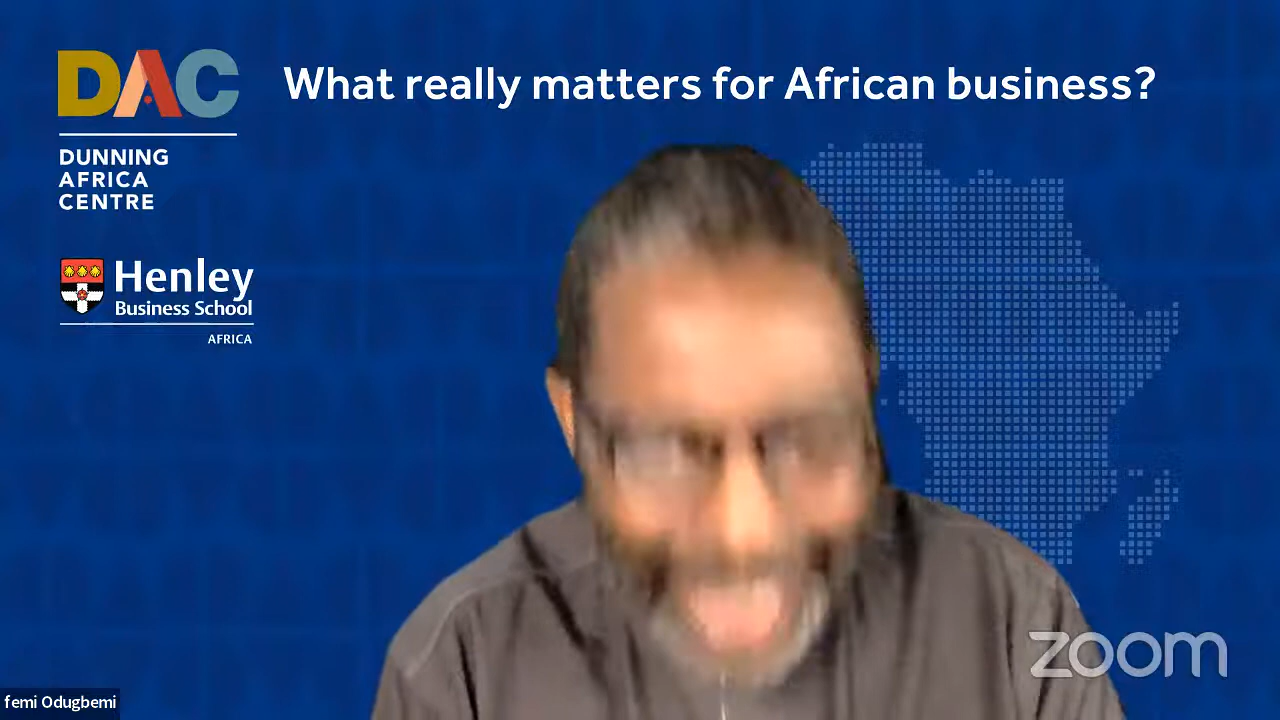 DAC
What really matters for African business?
DUNNING
AFRICA
CENTRE
Henley
Business School
AFRICA
zoom
femi Odugbemi